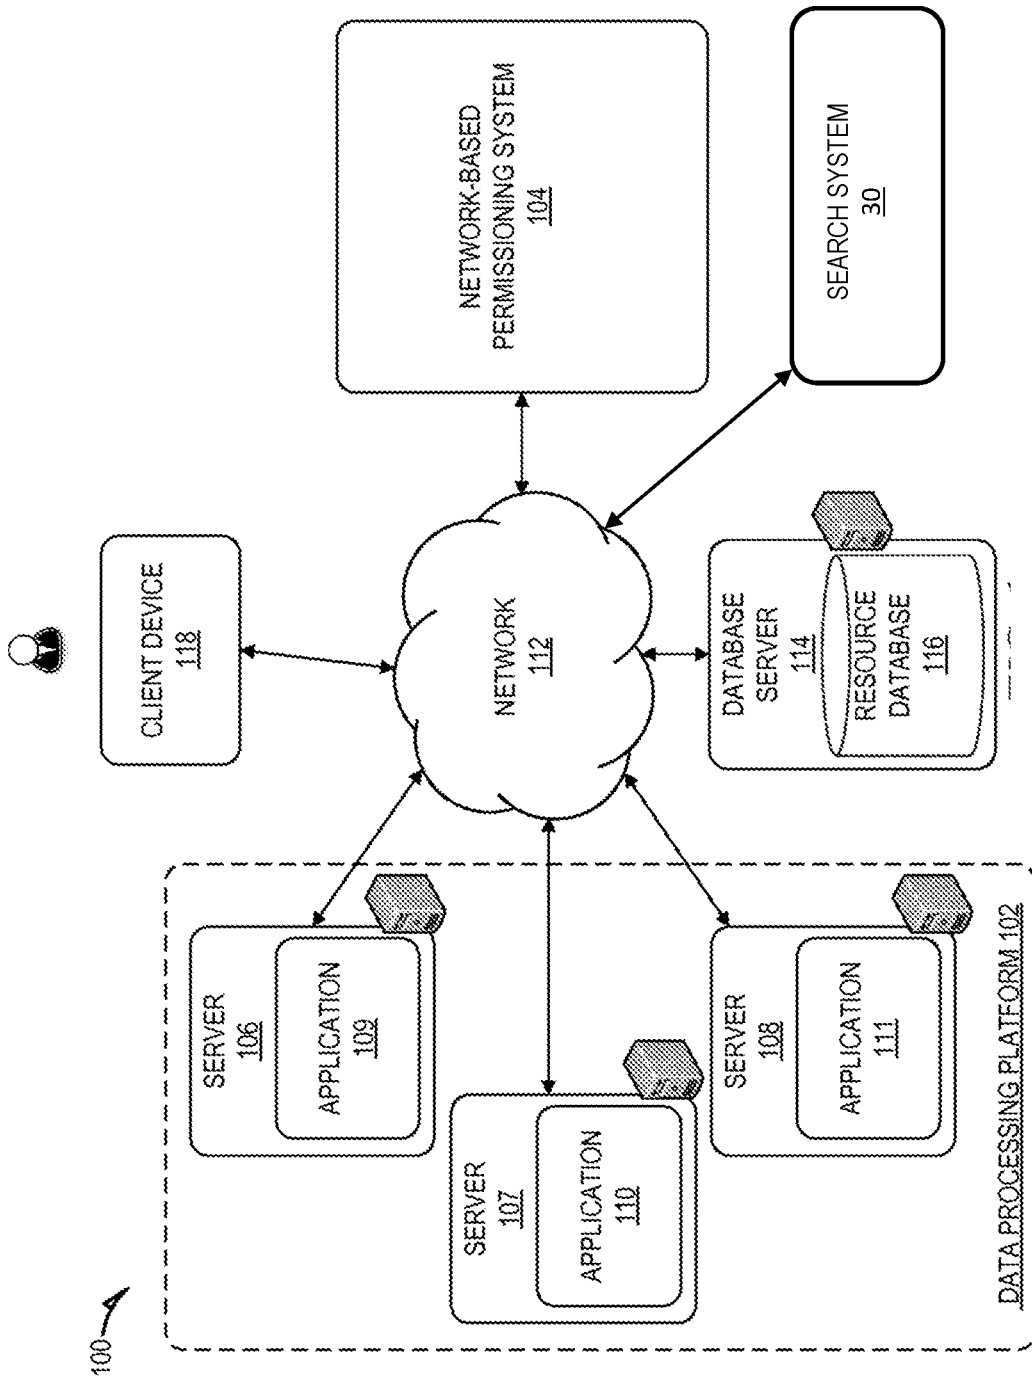 100
CLIENT DEVICE
118
NETWORK-BASED
PERMISSIONING SYSTEM
104
SEARCH SYSTEM
30
NETWORK
112
DATABASE
SERVER
114
RESOURCE
DATABASE
116
SERVER
106
APPLICATION
109
SERVER
107
APPLICATION
110
SERVER
108
APPLICATION
111
DATA PROCESSING PLATFORM 102